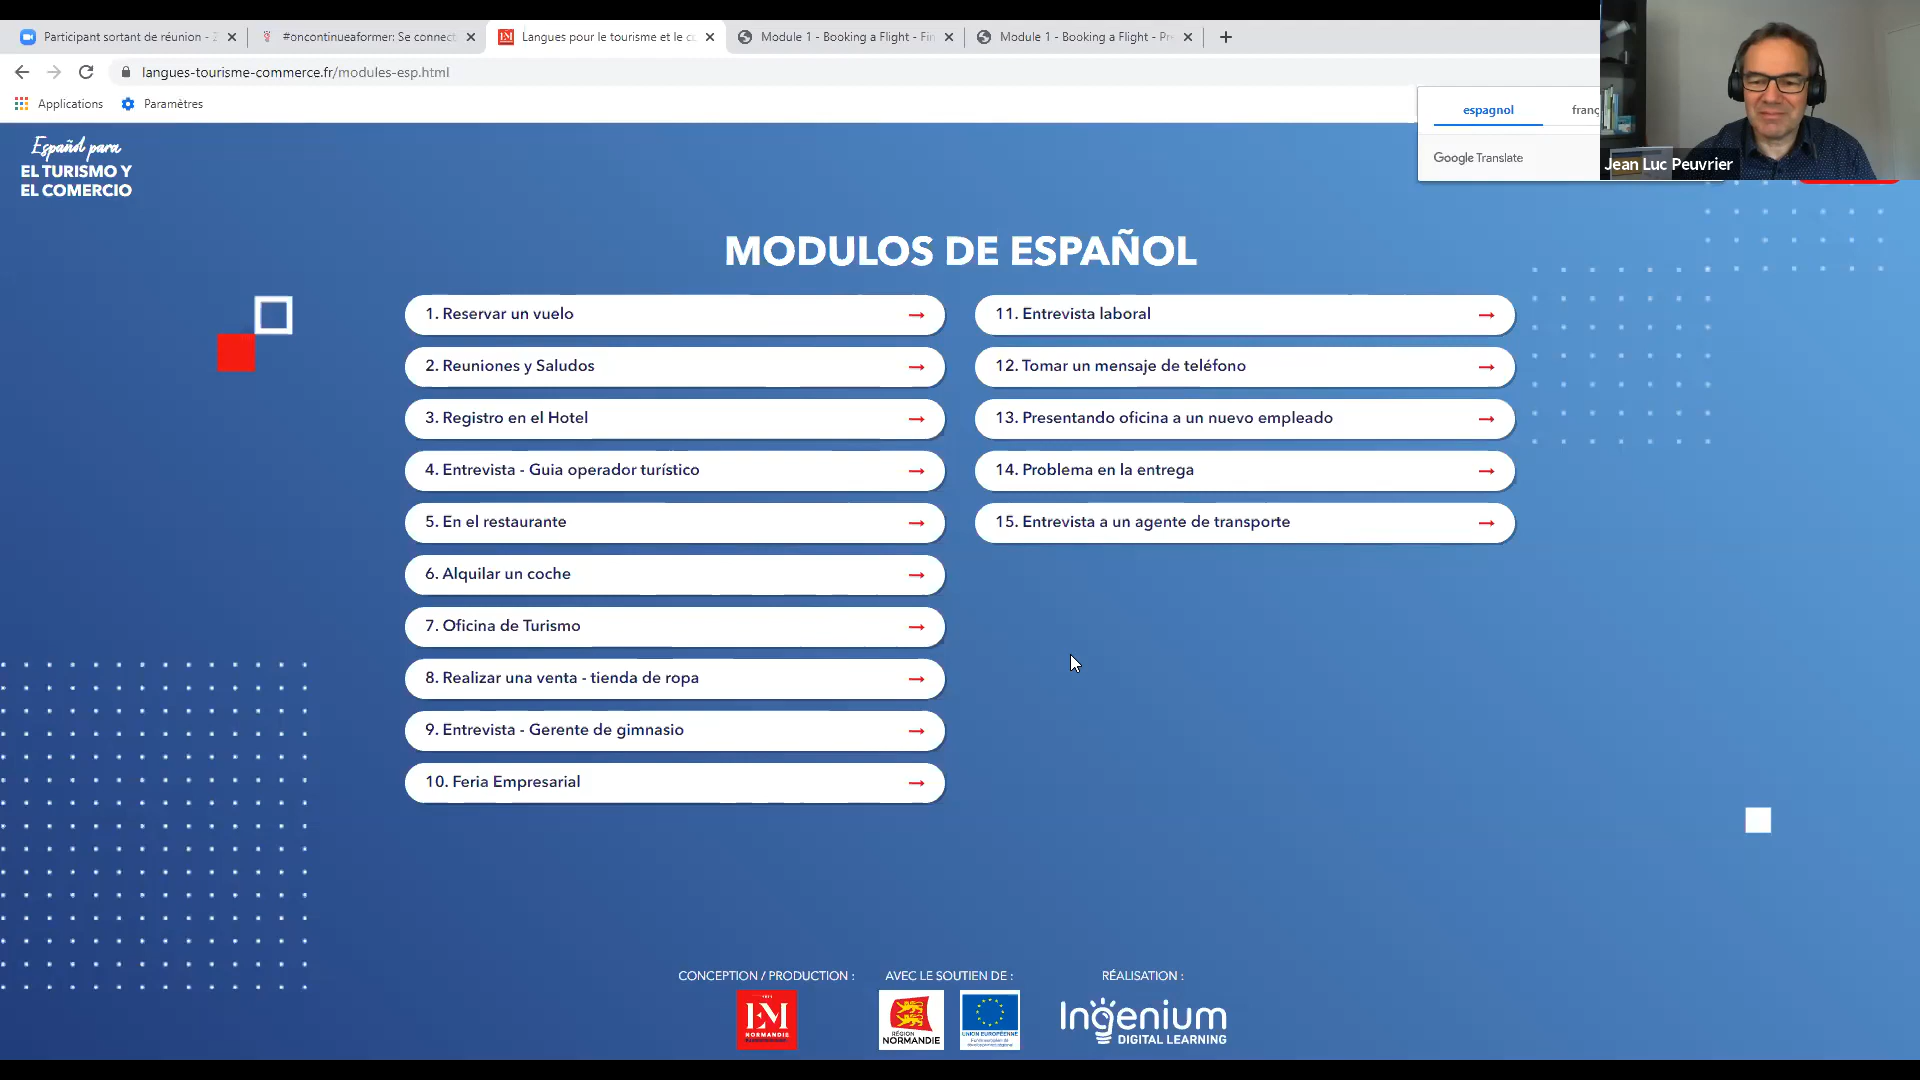 Participant sortant de réunion - Z
#oncontinueaformer: Se connect
Langues pour le tourisme et le co
Module 1 - Booking a Flight - Fin
Module 1 - Booking a Flight - Pre
langues-tourisme-commerce.fr/modules-esp.html
Applications
Paramètres
espagnol
franç
Google Translate
Jean Luc Peuvrier
Español para
EL TURISMO Y
EL COMERCIO
MODULOS DE ESPAÑOL
1. Reservar un vuelo
2. Reuniones y Saludos
3. Registro en el Hotel
4. Entrevista - Guia operador turístico
5. En el restaurante
6. Alquilar un coche
7. Oficina de Turismo
8. Realizar una venta - tienda de ropa
9. Entrevista - Gerente de gimnasio
10. Feria Empresarial
11. Entrevista laboral
12. Tomar un mensaje de teléfono
13. Presentando oficina a un nuevo empleado
14. Problema en la entrega
15. Entrevista a un agente de transporte
CONCEPTION / PRODUCTION :
AVEC LE SOUTIEN DE :
RÉALISATION :
EM
NORMANDIE
RÉGION
NORMANDIE
UNION EUROPÉENNE
Ingenium
DIGITAL LEARNING